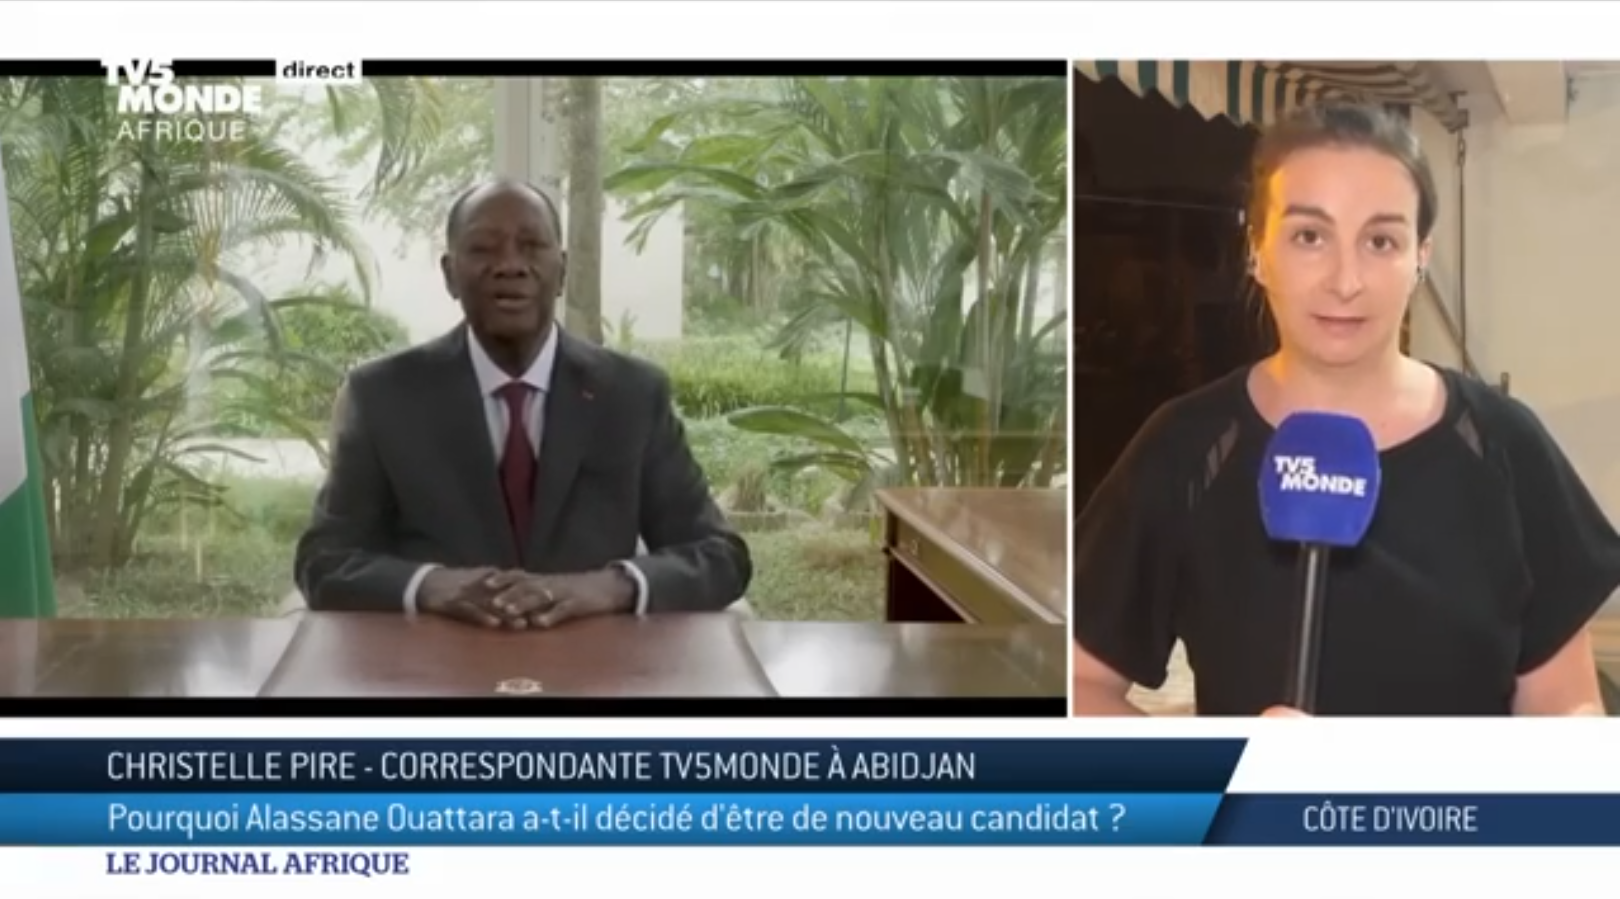 TV5
MONDE
AFRIQUE
direct
TV5
MONDE
CHRISTELLE PIRE - CORRESPONDANTE TV5MONDE À ABIDJAN
Pourquoi Alassane Ouattara a-t-il décidé d'être de nouveau candidat ?
CÔTE D'IVOIRE
LE JOURNAL AFRIQUE